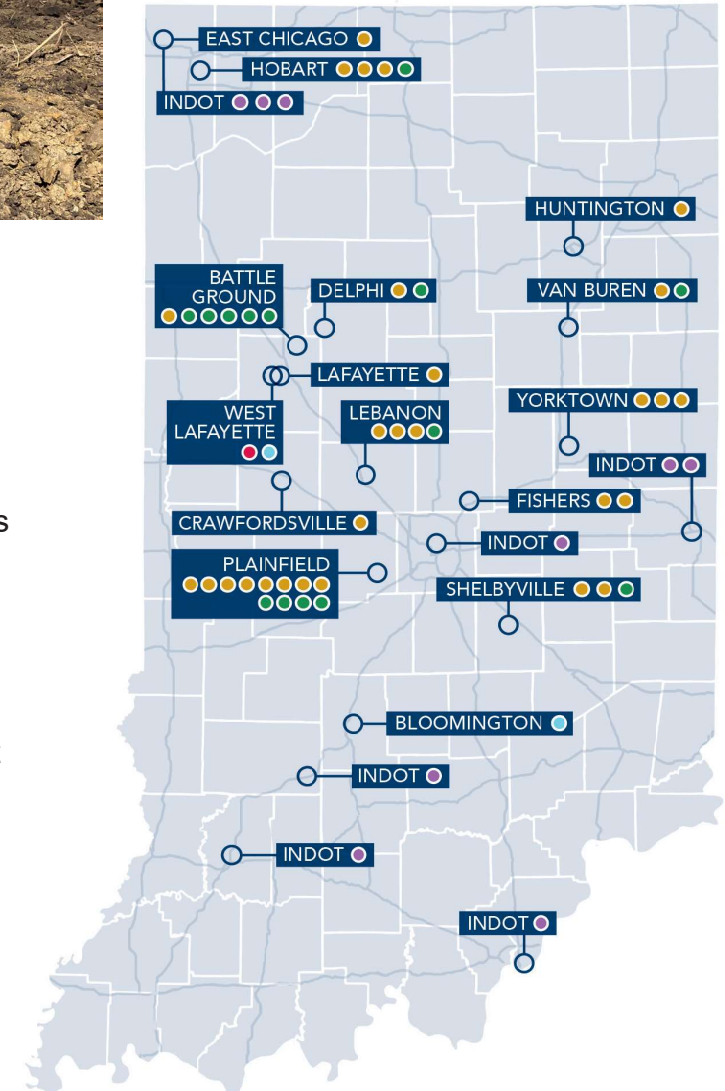 EAST CHICAGO
HOBART
INDOT
HUNTINGTON
BATTLE
GROUND
DELPHI
VAN BUREN
LAFAYETTE
YORKTOWN
WEST
LAFAYETTE
LEBANON
INDOT
FISHERS
s
CRAWFORDSVILLE
INDOT
PLAINFIELD
SHELBYVILLE
BLOOMINGTON
INDOT
INDOT
INDOT